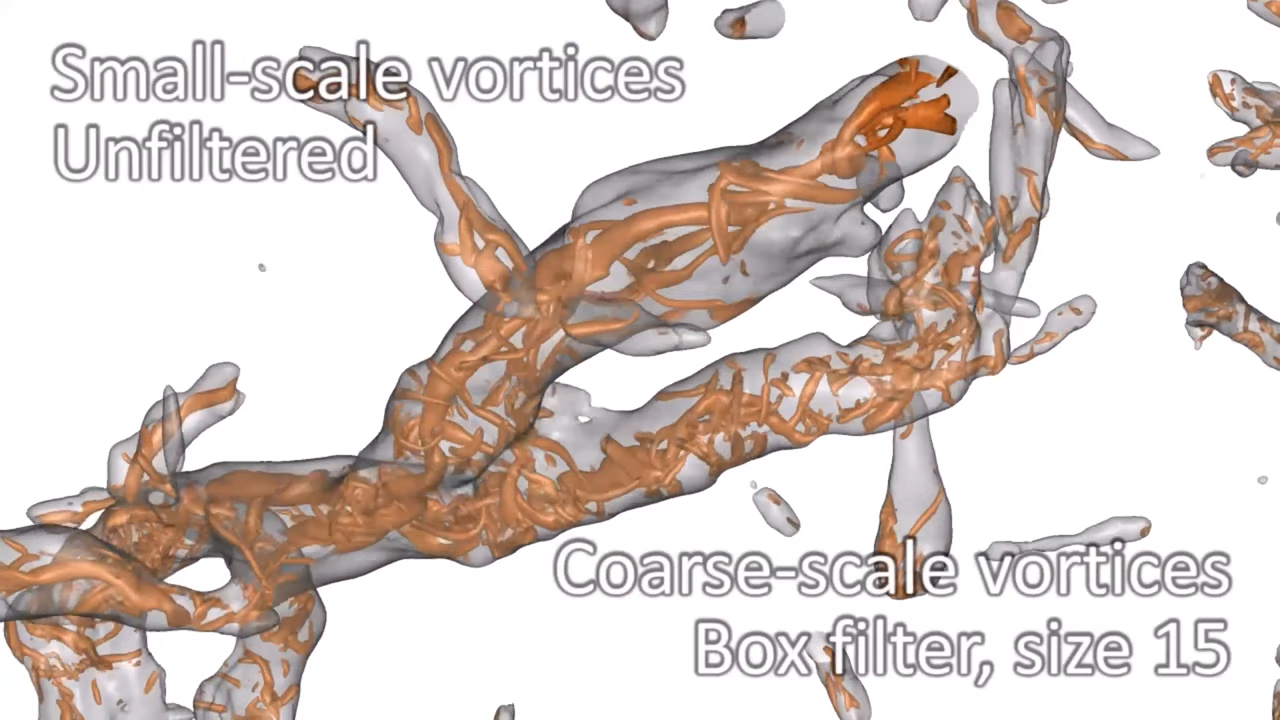 Small-scale vortices
Unfiltered
Coarse-scale vortices
Box filter, size 15